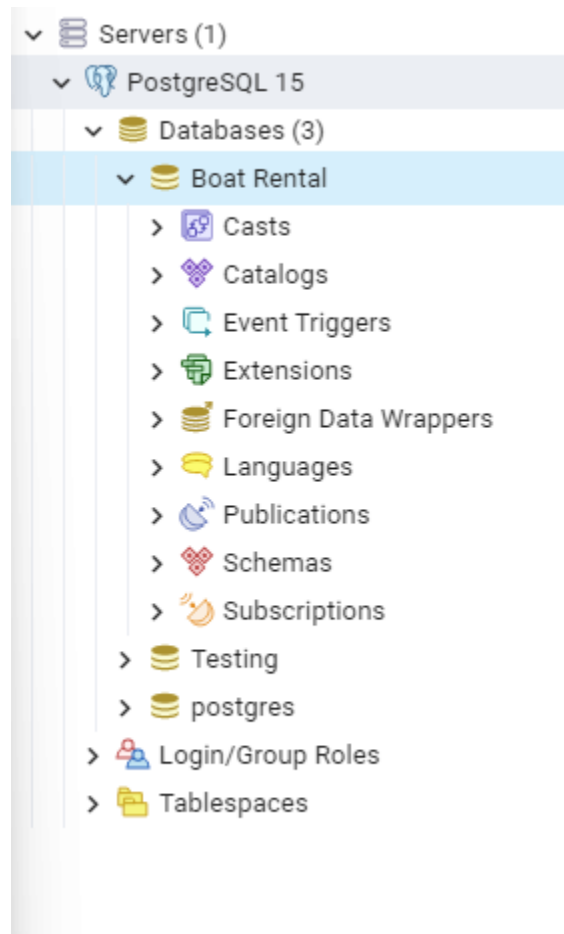 Servers (1)
PostgreSQL 15
Databases (3)
Boat Rental
Casts
Catalogs
Event Triggers
Extensions
Foreign Data Wrappers
Languages
Publications
Schemas
Subscriptions
Testing
postgres
Login/Group Roles
Tablespaces